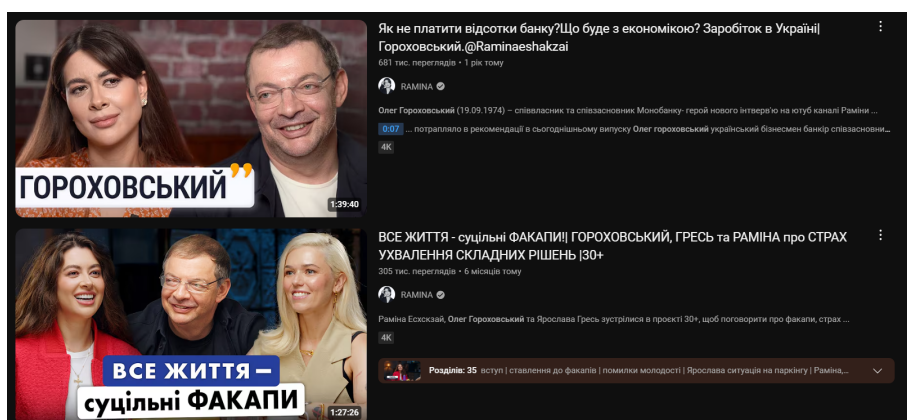 ГОРОХОВСЬКИЙ”
1:39:40
Як не платити відсотки банку?Що буде з економікою? Заробіток в Україні|
Гороховський.@Raminaeshakzai
681 тис. переглядів • 1 рік тому
RAMINA
Олег Гороховський (19.09.1974) – співвласник та співзасновник Монобанку- герой нового інтерв'ю на ютуб каналі Раміни ...
0:07 ... потрапляло в рекомендації в сьогоднішньому випуску Олег гороховський український бізнесмен банкір співзасновни...
4K
ВСЕ ЖИТТЯ –
суцільні ФАКАПИ
1:27:26
ВСЕ ЖИТТЯ - суцільні ФАКАПИ!| ГОРОХОВСЬКИЙ, ГРЕСЬ та РАМІНА про СТРАХ
УХВАЛЕННЯ СКЛАДНИХ РІШЕНЬ |30+
305 тис. переглядів • 6 місяців тому
RAMINA
Раміна Есхскзай, Олег Гороховський та Ярослава Гресь зустрілися в проєкті 30+, щоб поговорити про факапи, страх ...
4K
Розділів: 35 вступ | ставлення до факапів | помилки молодості | Ярослава ситуація на паркінгу | Раміна,...